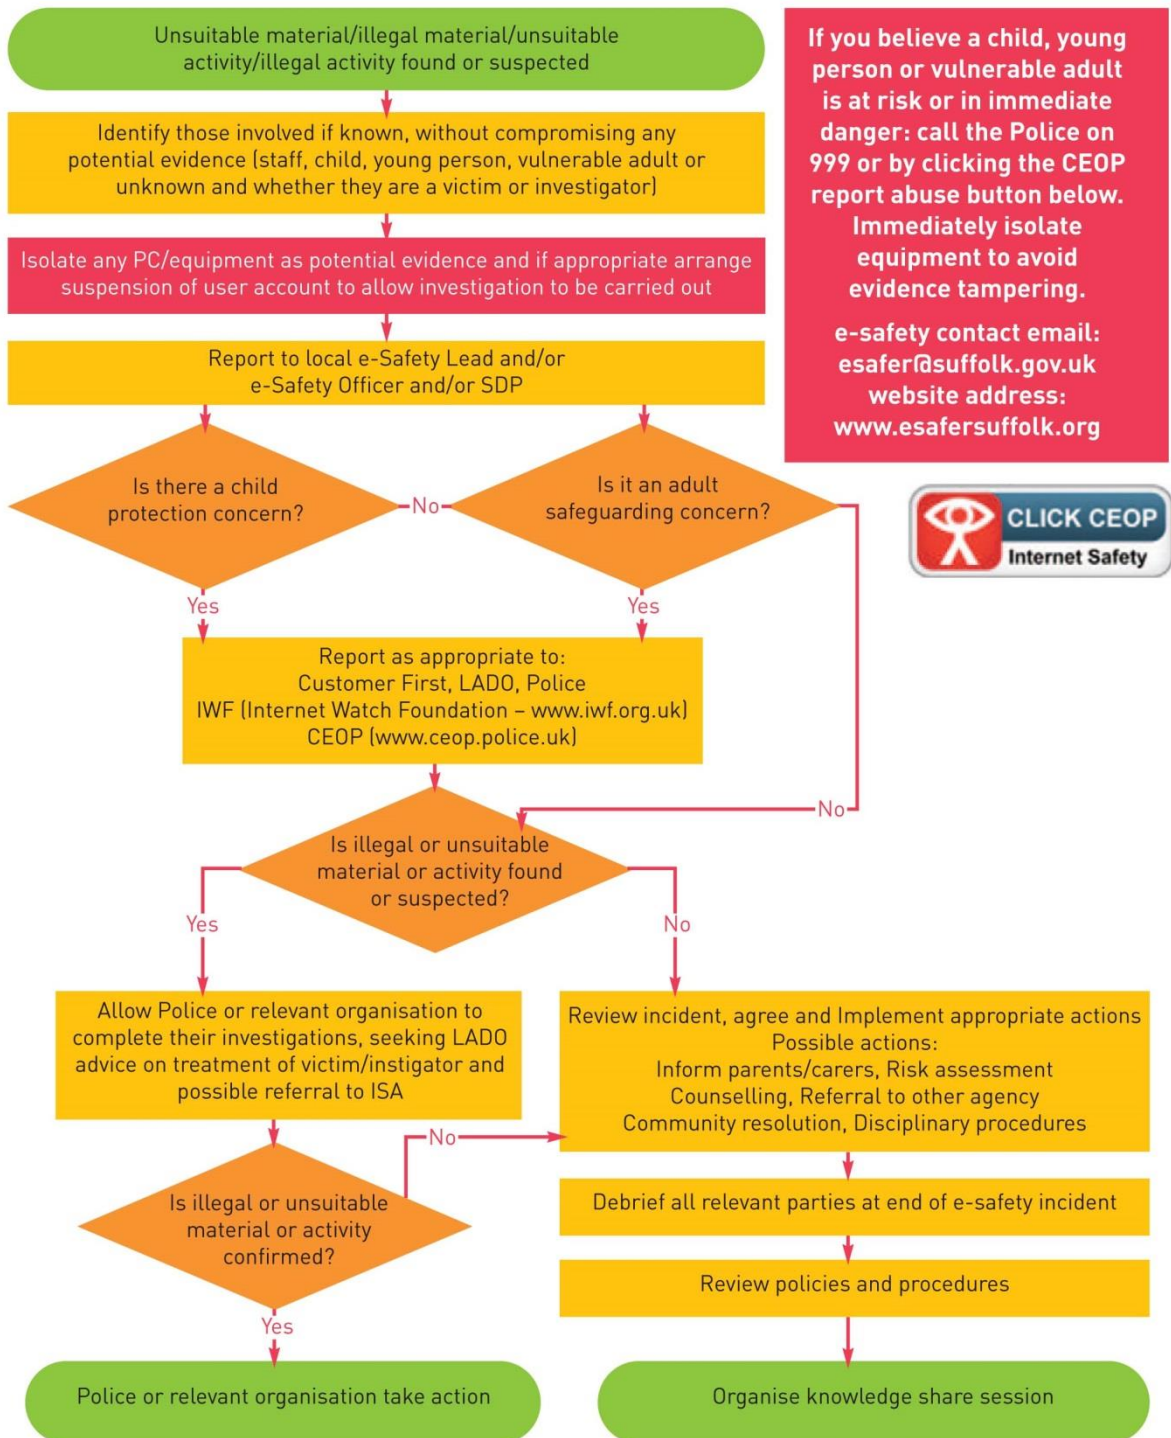 Unsuitable material/illegal material/unsuitable
activity/illegal activity found or suspected
If you believe a child, young
person or vulnerable adult
is at risk or in immediate
danger: call the Police on
999 or by clicking the CEOP
report abuse button below.
Immediately isolate
equipment to avoid
evidence tampering.
e-safety contact email:
esafer@suffolk.gov.uk
website address:
www.esafersuffolk.org
Identify those involved if known, without compromising any
potential evidence (staff, child, young person, vulnerable adult or
unknown and whether they are a victim or investigator)
Isolate any PC/equipment as potential evidence and if appropriate arrange
suspension of user account to allow investigation to be carried out
Report to local e-Safety Lead and/or
e-Safety Officer and/or SDP
Is there a child
protection concern?
No
Is it an adult
safeguarding concern?
CLICK CEOP
Internet Safety
Yes
Yes
Report as appropriate to:
Customer First, LADO, Police
IWF (Internet Watch Foundation – www.iwf.org.uk)
CEOP (www.ceop.police.uk)
No
Is illegal or unsuitable
material or activity found
or suspected?
Yes
No
Allow Police or relevant organisation to
complete their investigations, seeking LADO
advice on treatment of victim/instigator and
possible referral to ISA
Review incident, agree and Implement appropriate actions
Possible actions:
Inform parents/carers, Risk assessment
Counselling, Referral to other agency
Community resolution, Disciplinary procedures
No
Is illegal or unsuitable
material or activity
confirmed?
Debrief all relevant parties at end of e-safety incident
Review policies and procedures
Yes
Police or relevant organisation take action
Organise knowledge share session